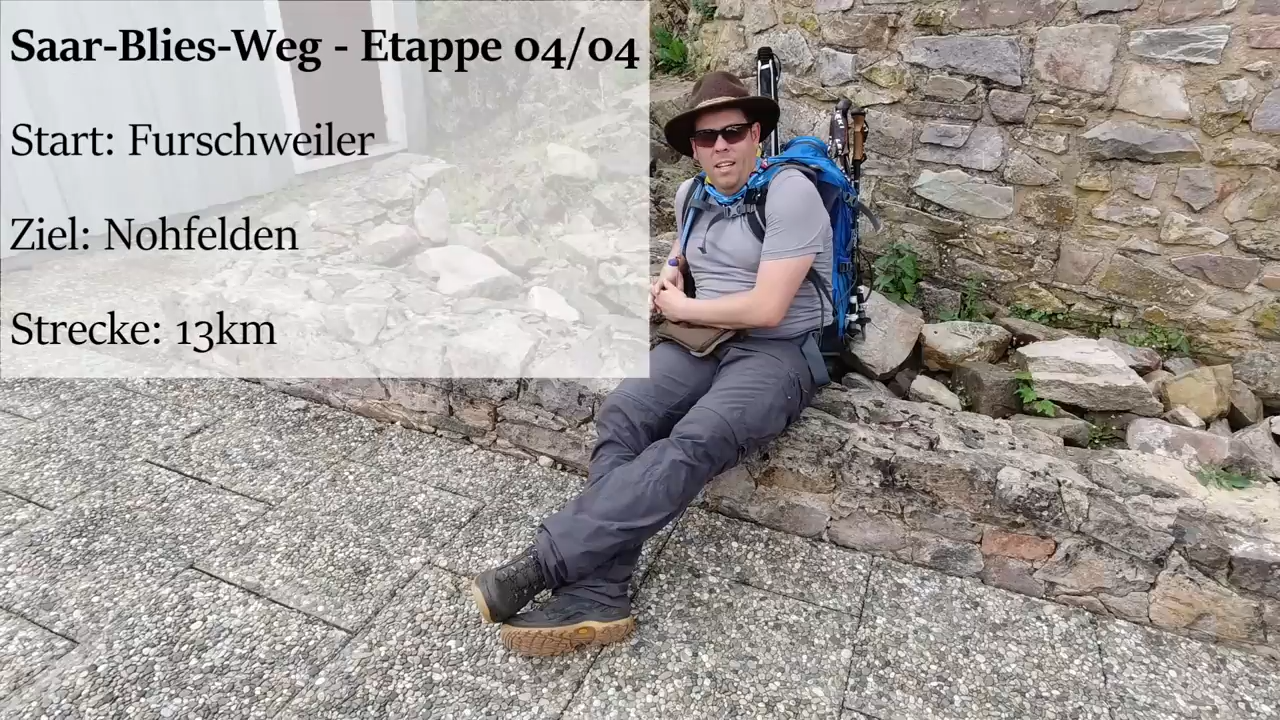 Saar-Blies-Weg - Etappe 04/04
Start: Furschweiler
Ziel: Nohfelden
Strecke: 13km